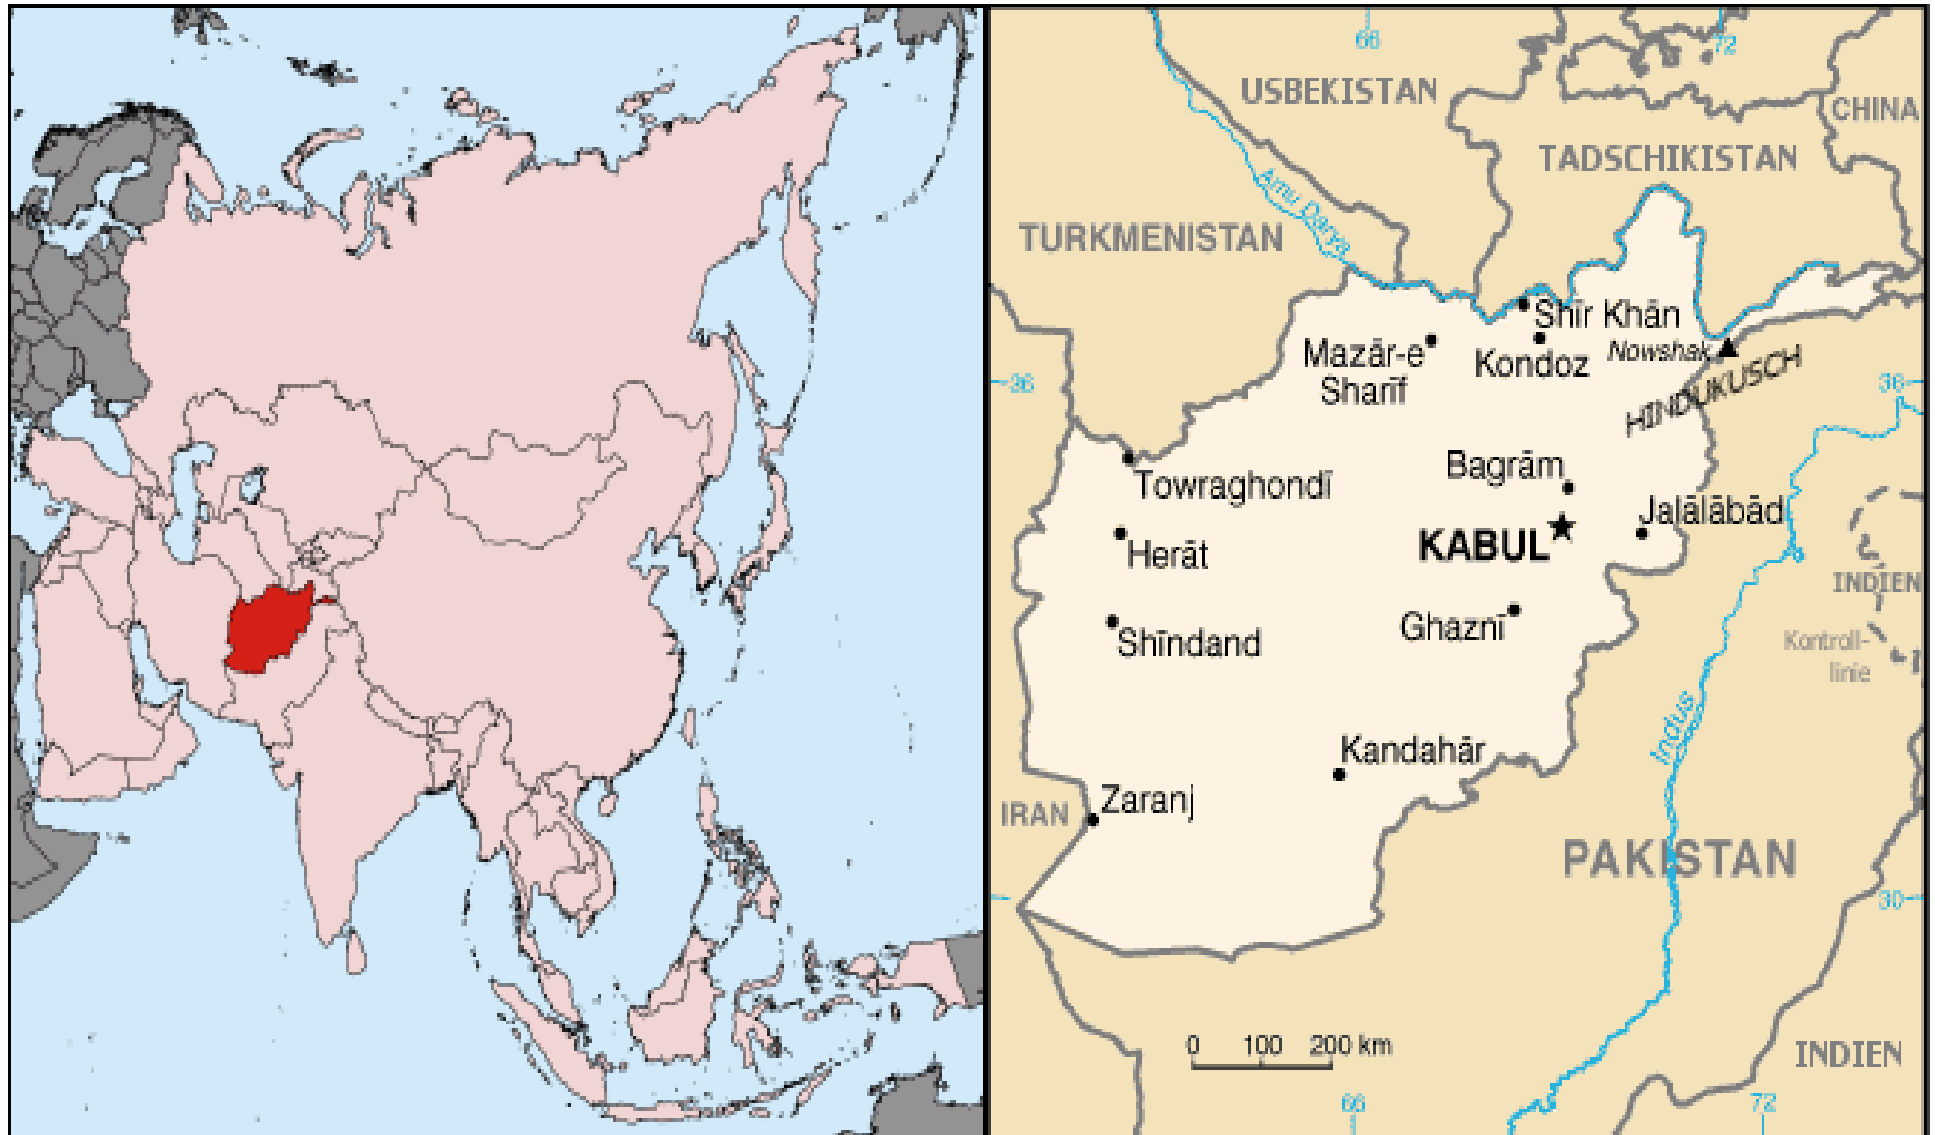 66
72
USBEKISTAN
CHINA
TADSCHIKISTAN
Amu Darya
TURKMENISTAN
Shīr Khān
Mazār-e
Sharīf
Kondoz
Nowshak
HINDUKUSCH
36
36
Bagrām
Towraghondī
Jalālābād
KABUL
Herāt
INDIEN
Ghaznī
Shīndand
Kontroll-
linie
Indus
Kandahār
Zaranj
IRAN
PAKISTAN
30
0 100 200 km
INDIEN
66
72